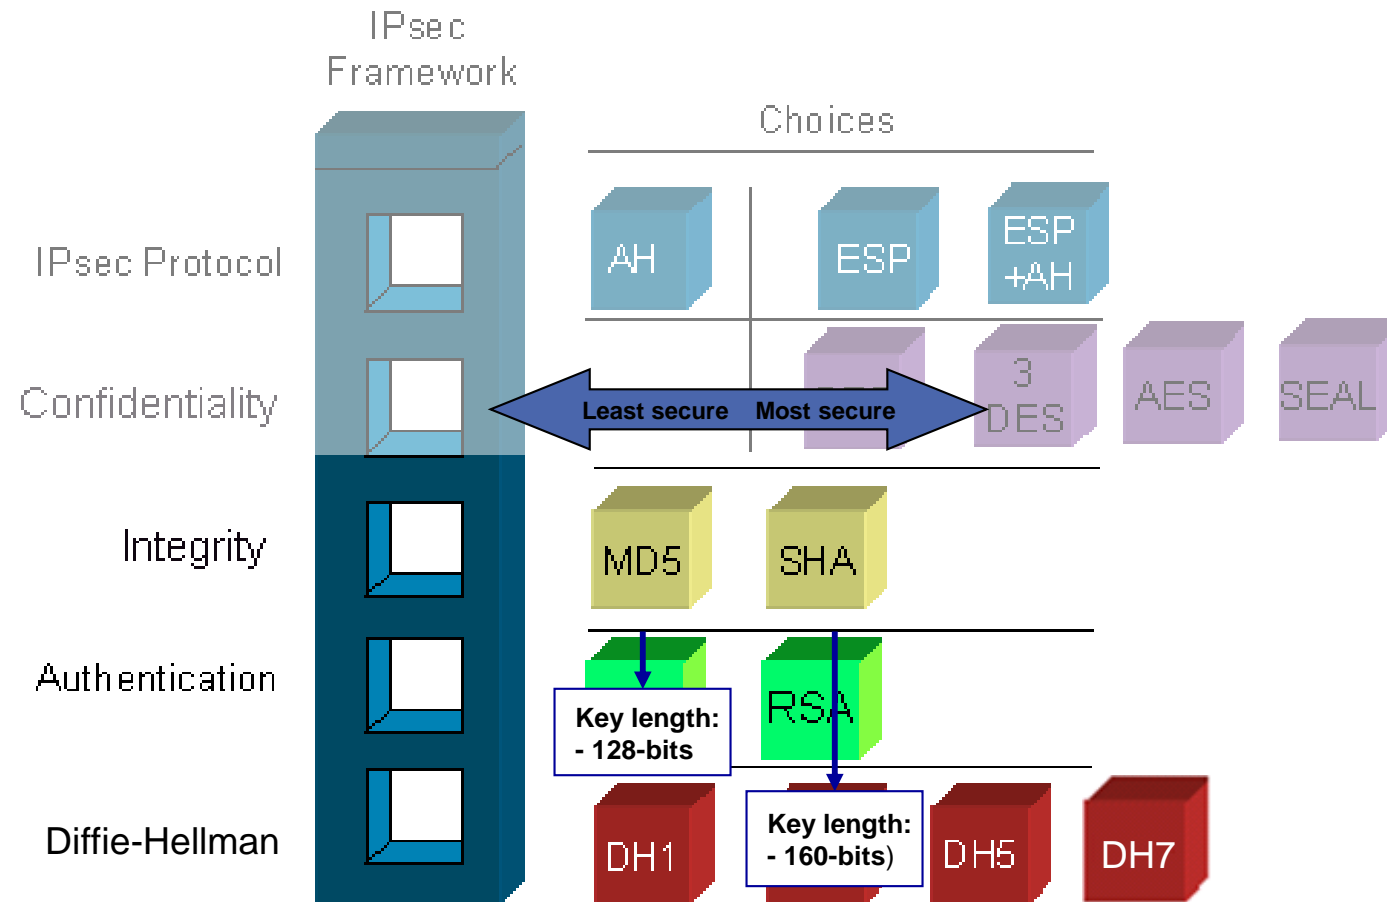 IPsec
Framework
Choices
IPsec Protocol
AH
ESP
ESP
+AH
Confidentiality
Least secure Most secure
3
DES
AES
SEAL
Integrity
MD5
SHA
Authentication
RSA
Key length:
- 128-bits
Diffie-Hellman
DH1
Key length:
- 160-bits)
DH5
DH7